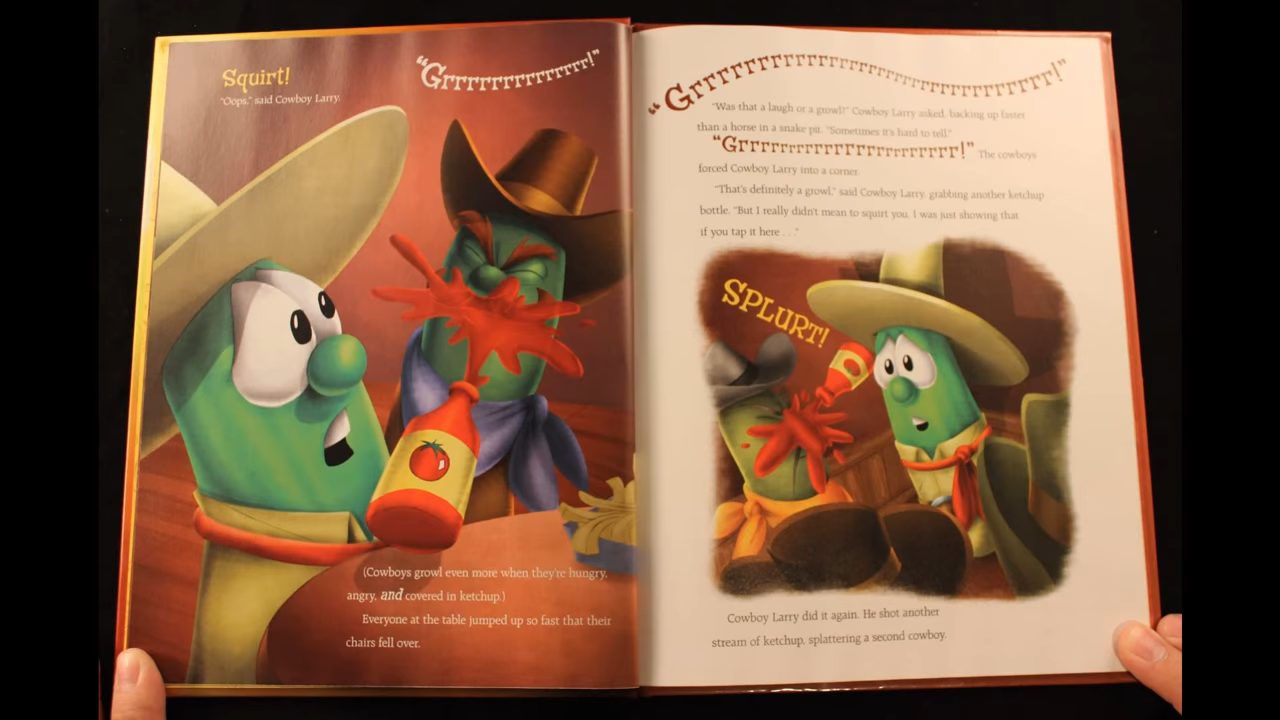 Squirt!
"Oops," said Cowboy Larry.
"Grrrrrrrrrrrrrr!"
(Cowboys growl even more when they're hungry,
angry, and covered in ketchup.)
Everyone at the table jumped up so fast that their
chairs fell over.
"Grrrrrrrrrrrrrrrrrrrrrrrrrrrrrrrrr!"
"Was that a laugh or a growl?" Cowboy Larry asked, backing up faster
than a horse in a snake pit. "Sometimes it's hard to tell."
"Grrrrrrrrrrrrrrrrrrrrrrr!" The cowboys
forced Cowboy Larry into a corner.
"That's definitely a growl," said Cowboy Larry, grabbing another ketchup
bottle. "But I really didn't mean to squirt you. I was just showing that
if you tap it here . . ."
SPLURT!
Cowboy Larry did it again. He shot another
stream of ketchup, splattering a second cowboy.